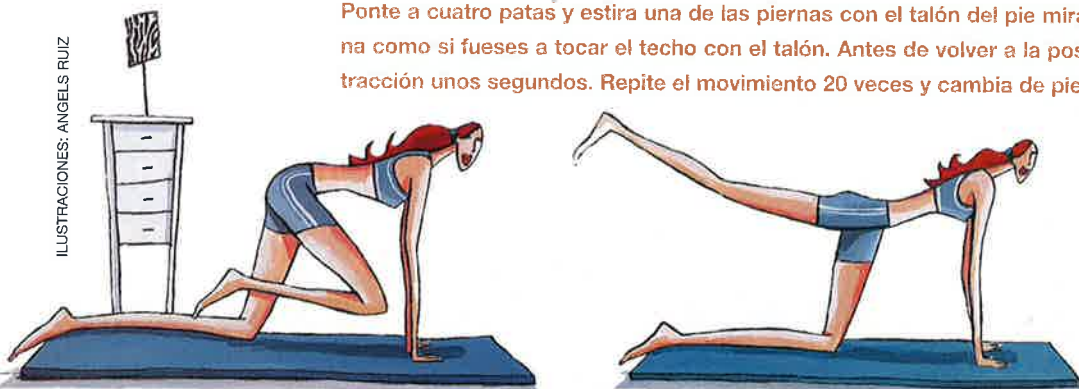 Ponte a cuatro patas y estira una de las piernas con el talón del pie mira
na como si fueses a tocar el techo con el talón. Antes de volver a la pos
tracción unos segundos. Repite el movimiento 20 veces y cambia de pie
ILUSTRACIONES: ANGELS RUIZ